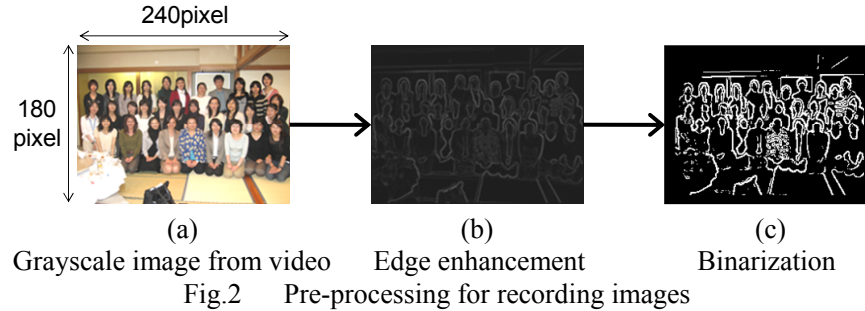 240pixel
180
pixel
(a)
(b)
(c)
Grayscale image from video
Edge enhancement
Binarization
Fig.2 Pre-processing for recording images